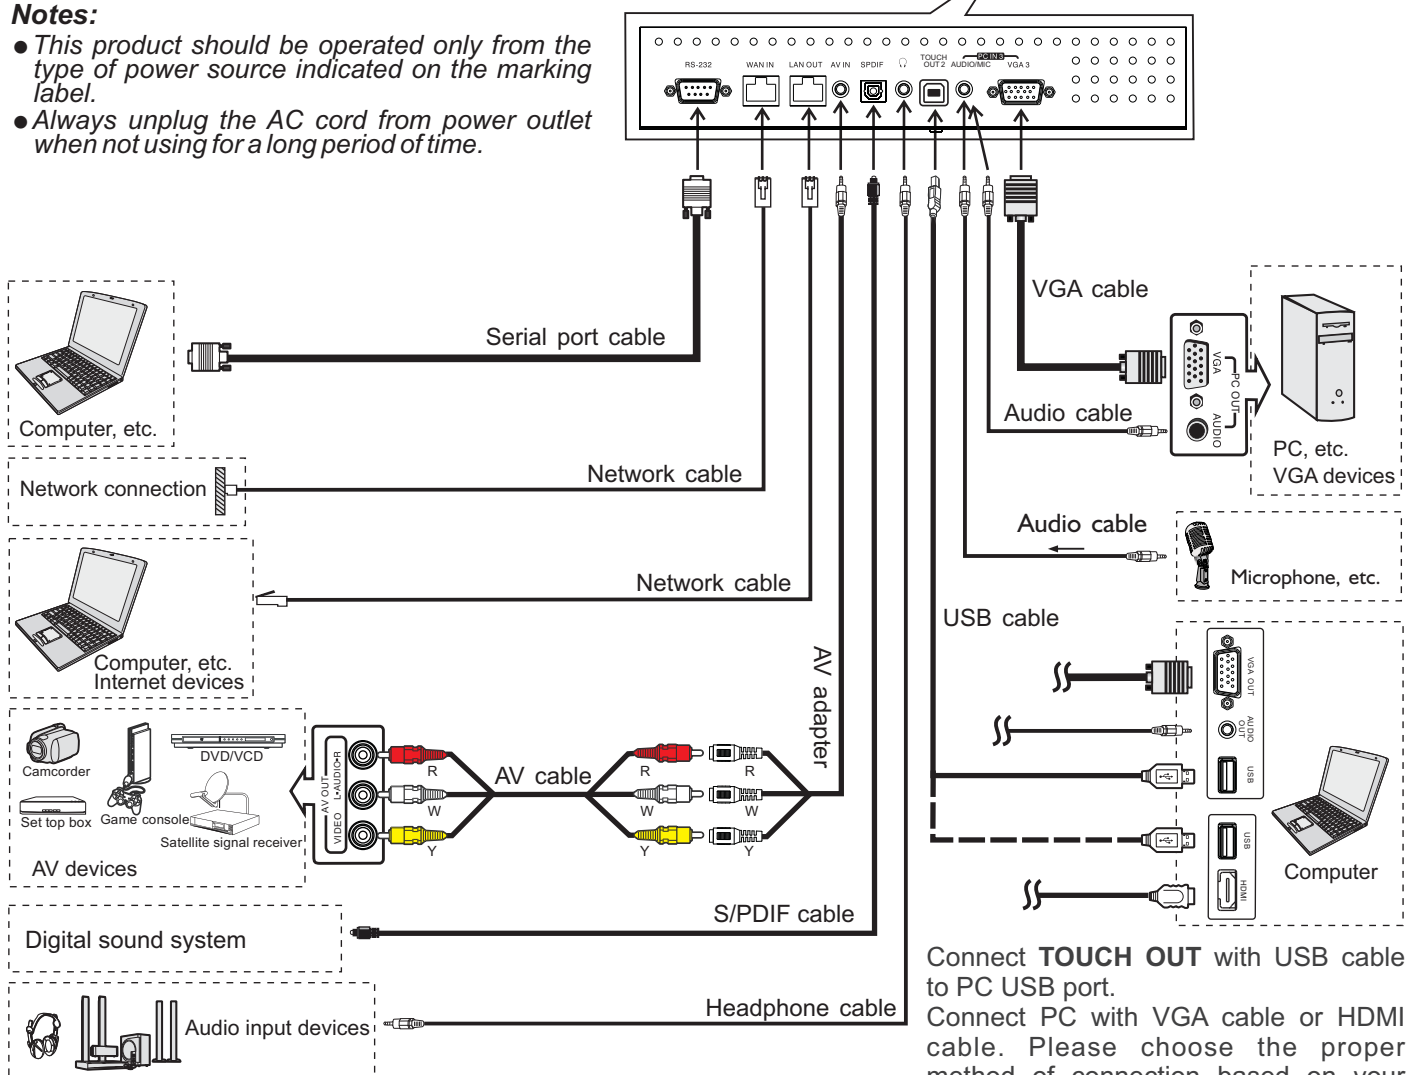 Notes:
● This product should be operated only from the
type of power source indicated on the marking
label.
● Always unplug the AC cord from power outlet
when not using for a long period of time.
RS-232
WAN IN
LAN OUT
AV IN
SPDIF
TOUCH
OUT 2
AUDIO/MIC
PC IN 3
VGA 3
VGA cable
Serial port cable
Computer, etc.
VGA
PC OUT
AUDIO
Audio cable
PC, etc.
VGA devices
Network cable
Network connection
Audio cable
Microphone, etc.
Network cable
Computer, etc.
Internet devices
USB cable
AV adapter
VGA OUT
AUDIO
OUT
USB
USB
HDMI
Computer
Camcorder
DVD/VCD
Set top box
Game console
Satellite signal receiver
AV devices
AV OUT
VIDEO
L-AUDIO-R
R
W
Y
AV cable
R
W
Y
R
W
Y
S/PDIF cable
Digital sound system
Headphone cable
Audio input devices
Connect TOUCH OUT with USB cable
to PC USB port.
Connect PC with VGA cable or HDMI
cable. Please choose the proper
method of connection based on your